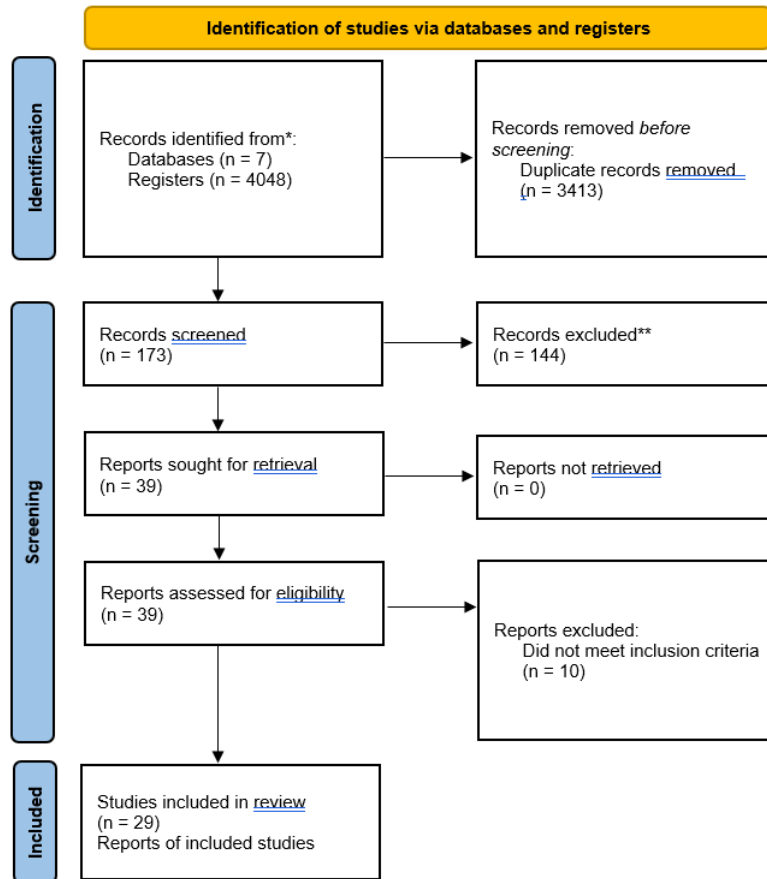 Identification of studies via databases and registers
Identification
Records identified from*:
Databases (n = 7)
Registers (n = 4048)
Records removed before
screening:
Duplicate records removed
(n = 3413)
Screening
Records screened
(n = 173)
Records excluded**
(n = 144)
Reports sought for retrieval
(n = 39)
Reports not retrieved
(n = 0)
Reports assessed for eligibility
(n = 39)
Reports excluded:
Did not meet inclusion criteria
(n = 10)
Included
Studies included in review
(n = 29)
Reports of included studies